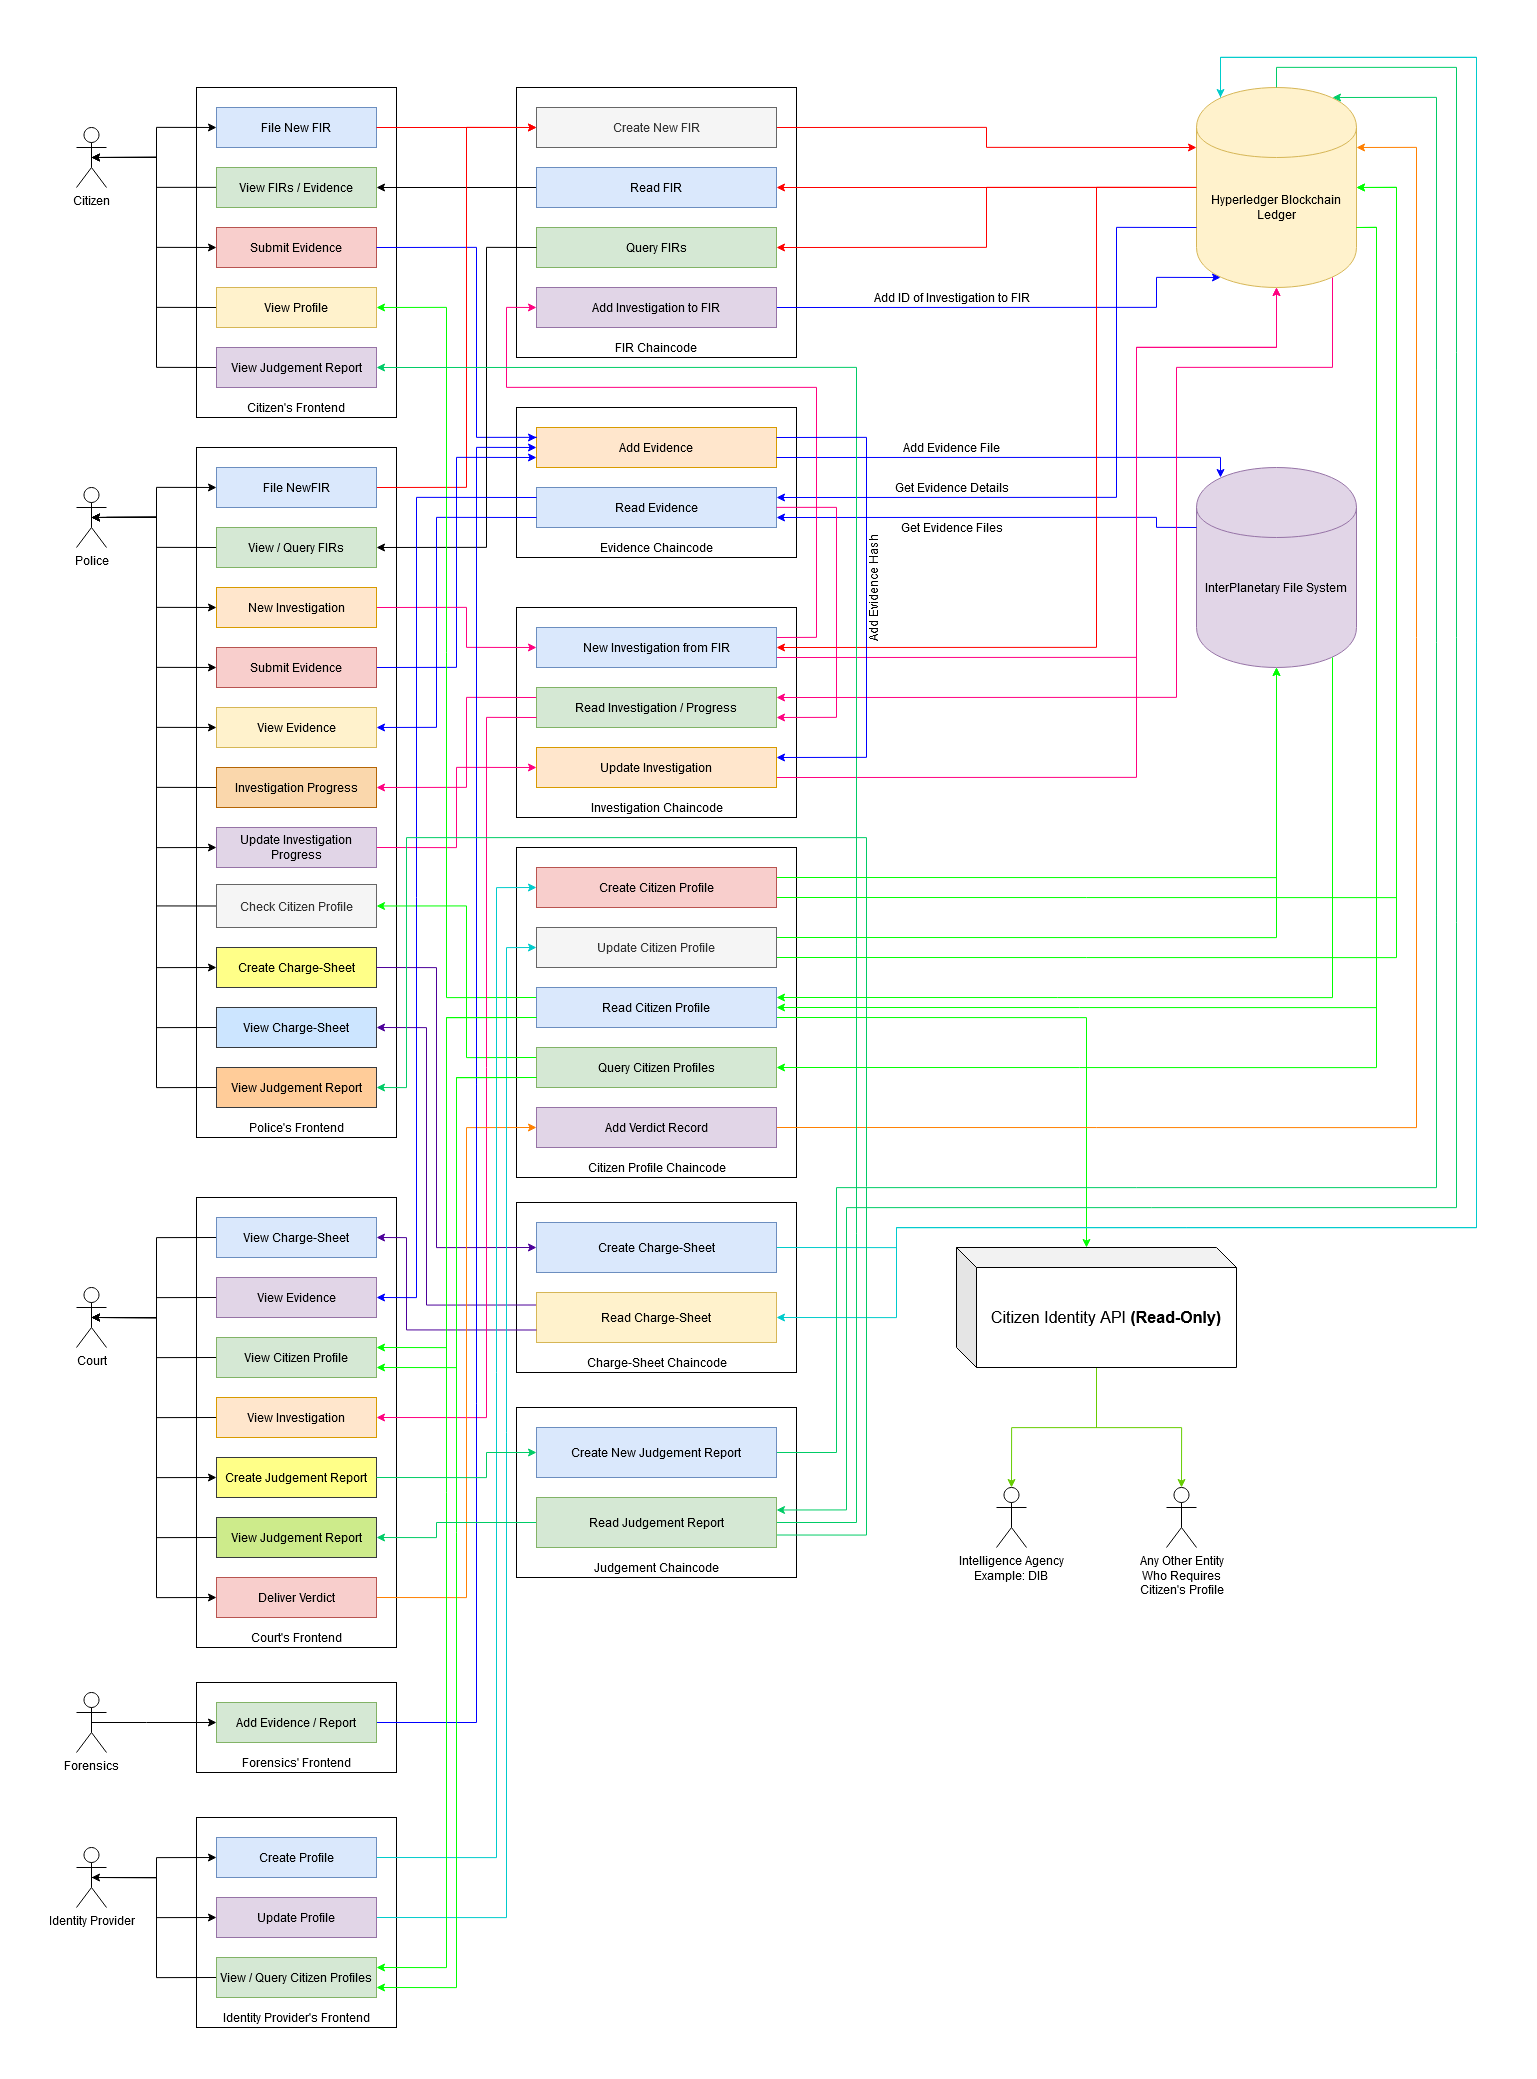 Citizen
File New FIR
View FIRs / Evidence
Submit Evidence
View Profile
View Judgement Report
Citizen's Frontend
Create New FIR
Read FIR
Query FIRs
Add Investigation to FIR
FIR Chaincode
Add ID of Investigation to FIR
Hyperledger Blockchain
Ledger
Police
File NewFIR
View / Query FIRs
New Investigation
Submit Evidence
View Evidence
Investigation Progress
Update Investigation
Progress
Check Citizen Profile
Create Charge-Sheet
View Charge-Sheet
View Judgement Report
Police's Frontend
Add Evidence
Read Evidence
Evidence Chaincode
Add Evidence File
Get Evidence Details
Get Evidence Files
Add Evidence Hash
InterPlanetary File System
New Investigation from FIR
Read Investigation / Progress
Update Investigation
Investigation Chaincode
Create Citizen Profile
Update Citizen Profile
Read Citizen Profile
Query Citizen Profiles
Add Verdict Record
Citizen Profile Chaincode
Court
View Charge-Sheet
View Evidence
View Citizen Profile
View Investigation
Create Judgement Report
View Judgement Report
Deliver Verdict
Court's Frontend
Create Charge-Sheet
Read Charge-Sheet
Charge-Sheet Chaincode
Create New Judgement Report
Read Judgement Report
Judgement Chaincode
Citizen Identity API (Read-Only)
Intelligence Agency
Example: DIB
Any Other Entity
Who Requires
Citizen's Profile
Forensics
Add Evidence / Report
Forensics' Frontend
Identity Provider
Create Profile
Update Profile
View / Query Citizen Profiles
Identity Provider's Frontend